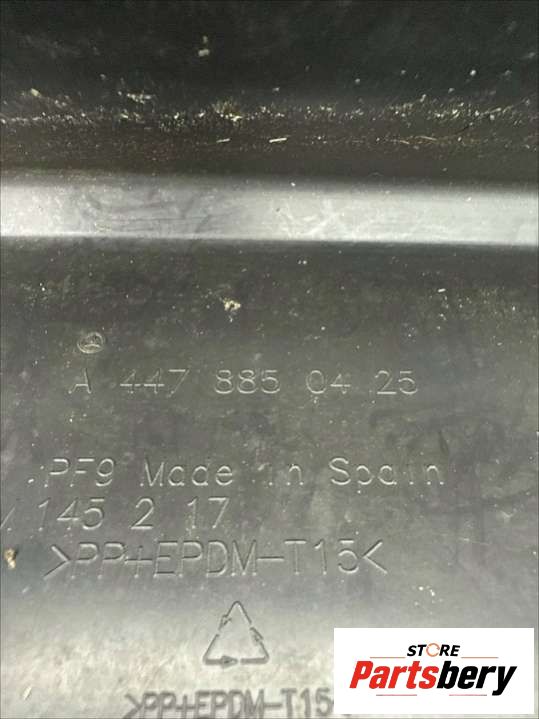 A 447 885 04 25
PF9 Made in Spain
145 2 17
>PP+EPDM-T15<
>PP+EPDM-T15
STORE
Partsbery